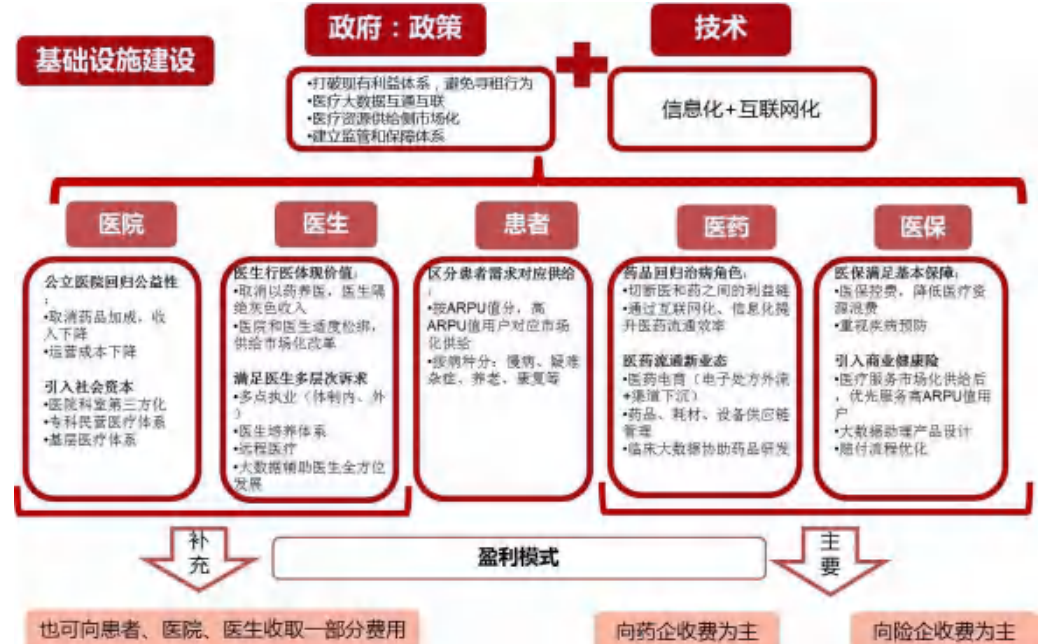 基础设施建设
政府：政策
技术
•打破现有利益体系，避免寻租行为
•医疗大数据互通互联
•医疗资源供给侧市场化
•建立监管和保障体系
信息化+互联网化
医院
公立医院回归公益性
：
•取消药品加成，收
入下降
•运营成本下降
引入社会资本
•医院科室第三方化
•专科民营医疗体系
•基层医疗体系
医生
医生行医体现价值：
•取消以药养医，医生隔
绝灰色收入
•医院和医生适度松绑，
供给市场化改革
满足医生多层次诉求
•多点执业（体制内、外
）
•医生培养体系
•远程医疗
•大数据辅助医生全方位
发展
患者
区分患者需求对应供给
：
•按ARPU值分，高
ARPU值用户对应市场
化供给
•按病种分：慢病、疑难
杂症、养老、康复等
医药
药品回归治病角色：
•切断医和药之间的利益链
•通过互联网化、信息化提
升医药流通效率
医药流通新业态
•医药电商（电子处方外流
+渠道下沉）
•药品、耗材、设备供应链
管理
•临床大数据协助药品研发
医保
医保满足基本保障：
•医保控费，降低医疗资
源浪费
•重视疾病预防
引入商业健康险
•医疗服务市场化供给后
，优先服务高ARPU值用
户
•大数据助理产品设计
•赔付流程优化
补
充
盈利模式
主
要
也可向患者、医院、医生收取一部分费用
向药企收费为主
向险企收费为主